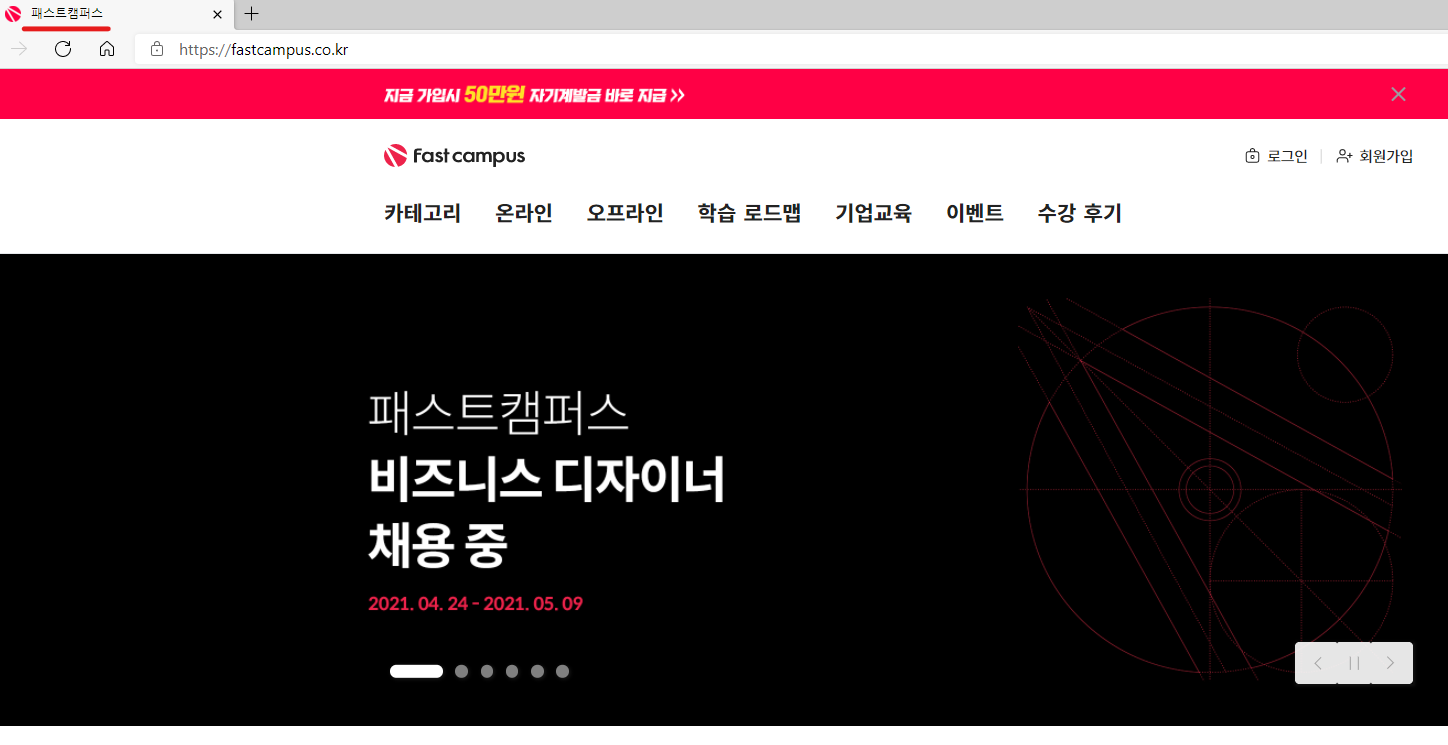 패스트캠퍼스
https://fastcampus.co.kr
지금 가입시 50만원 자기계발금 바로 지급 >>
Fast campus
로그인 | 회원가입
카테고리 온라인 오프라인 학습 로드맵 기업교육 이벤트 수강 후기
패스트캠퍼스
비즈니스 디자이너
채용 중
2021. 04. 24 - 2021. 05. 09